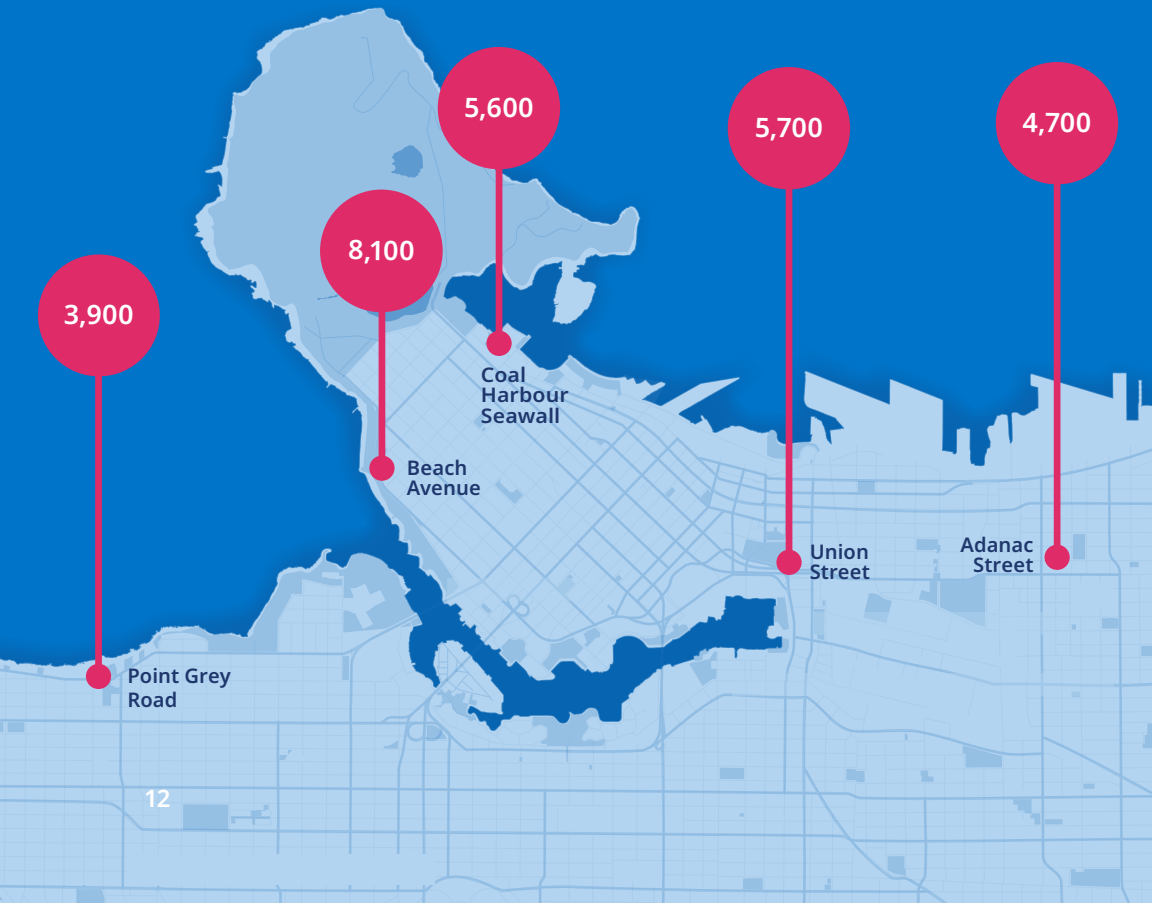 5,600
4,700
5,700
8,100
3,900
Coal
Harbour
Seawall
Beach
Avenue
Union
Street
Adanac
Street
Point Grey
Road
12